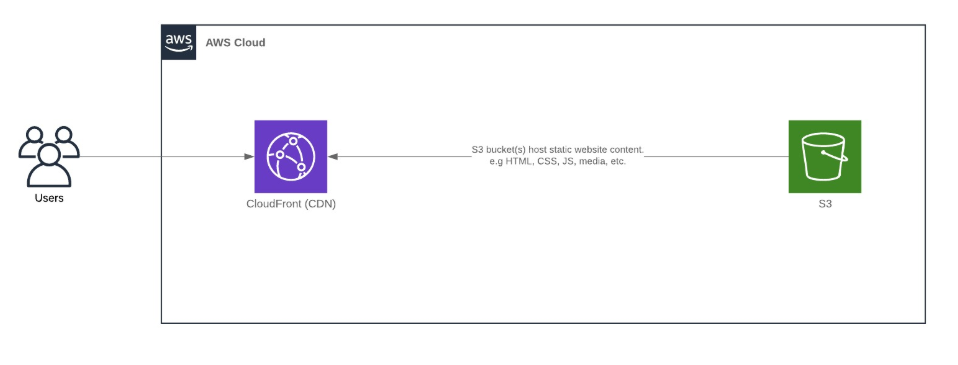 aws
AWS Cloud
S3 bucket(s) host static website content.
e.g HTML, CSS, JS, media, etc.
Users
CloudFront (CDN)
S3